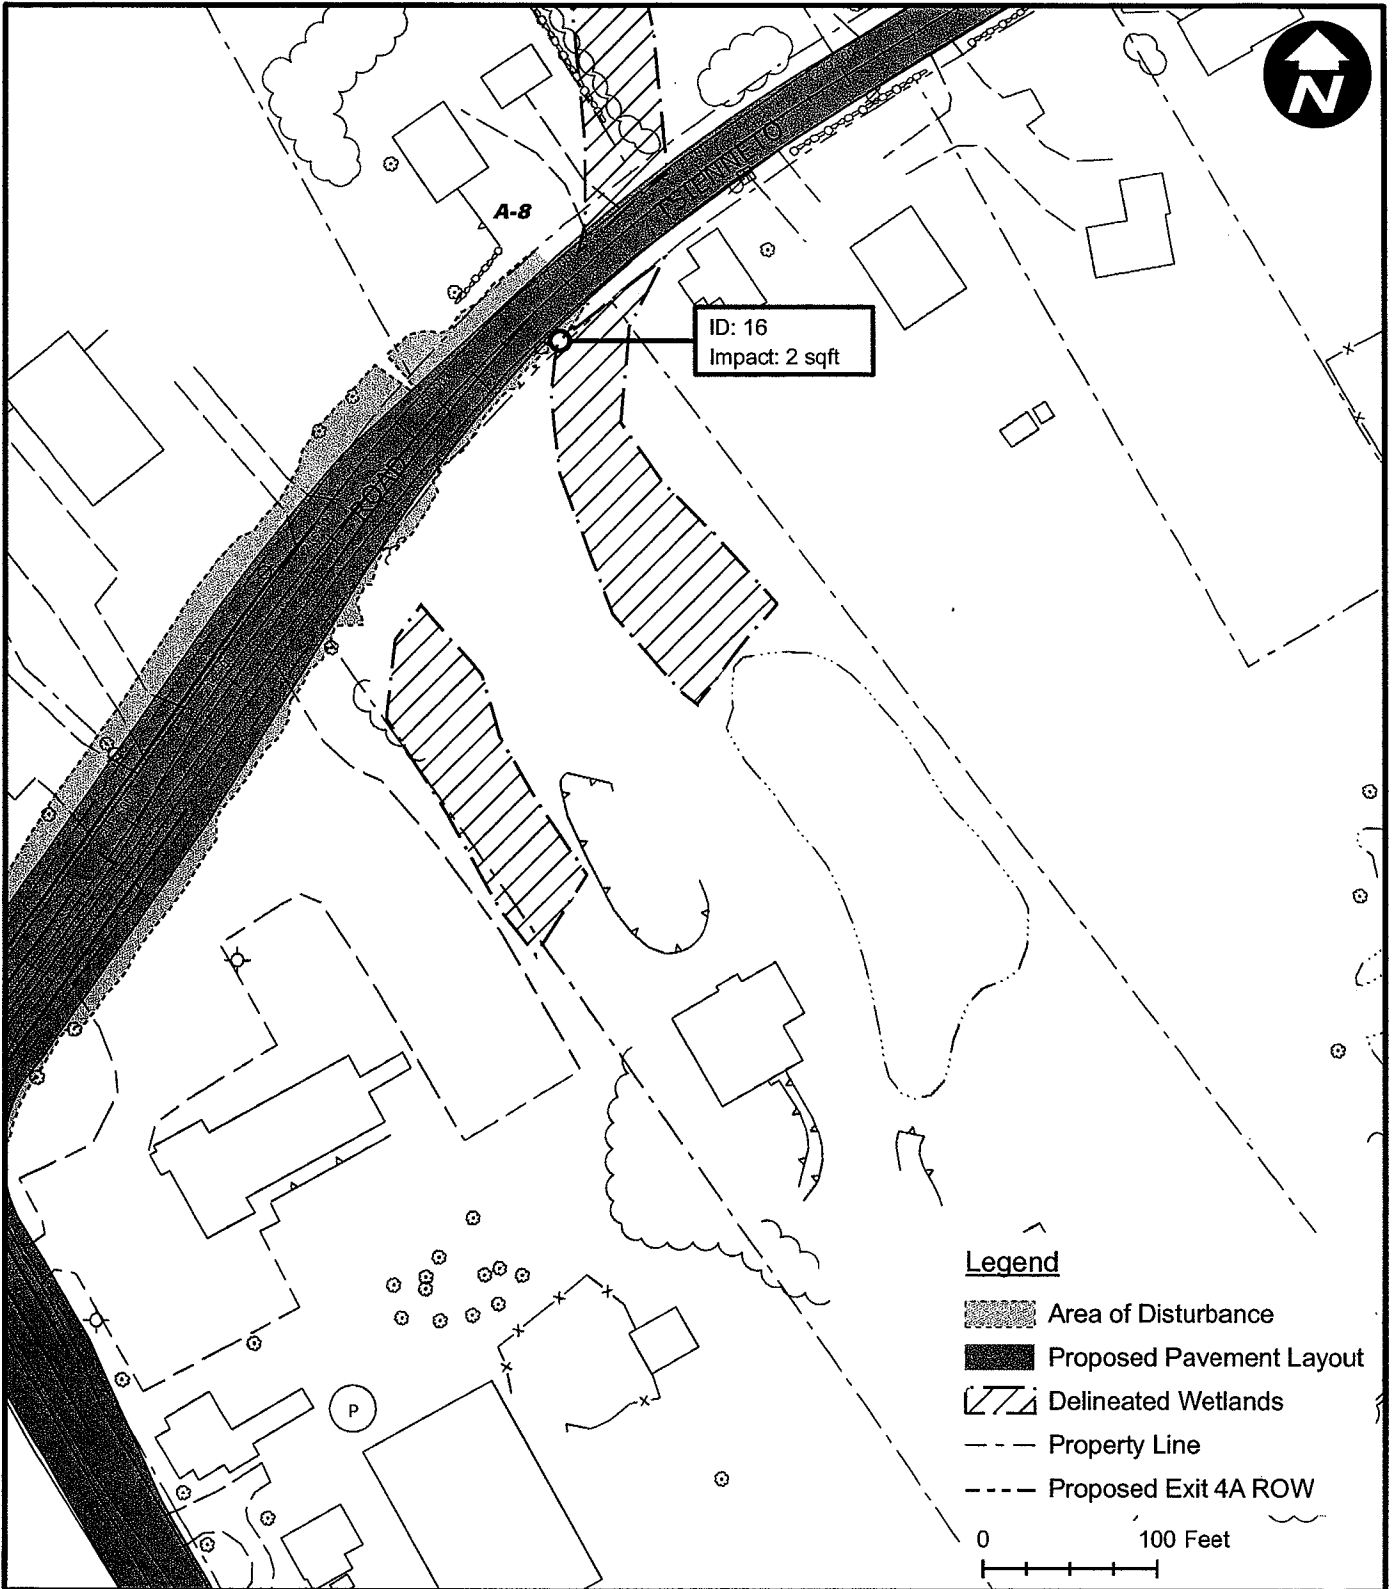 N
TSIENNETO
A-8
ID: 16
Impact: 2 sqft
ROAD
Legend
Area of Disturbance
Proposed Pavement Layout
Delineated Wetlands
Property Line
Proposed Exit 4A ROW
P
0 100 Feet